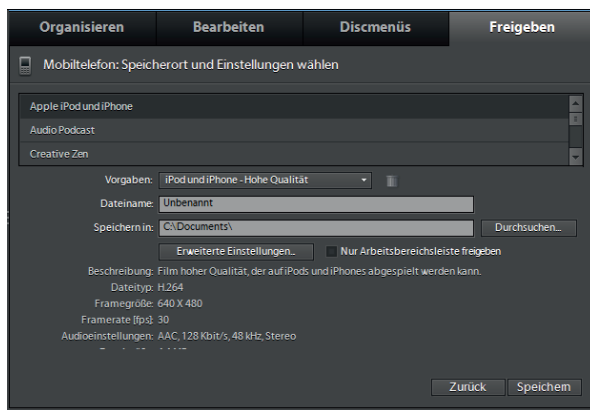 Organisieren Bearbeiten Discmenüs Freigeben
Mobiltelefon: Speicherort und Einstellungen wählen
Apple iPod und iPhone
Audio Podcast
Creative Zen
Vorgaben: iPod und iPhone - Hohe Qualität
Dateiname: Unbenannt
Speichern in: C:\Documents\ Durchsuchen...
Erweiterte Einstellungen... Nur Arbeitsbereichsleiste freigeben
Beschreibung: Film hoher Qualität, der auf iPods und iPhones abgespielt werden kann.
Dateityp: H.264
Framegröße: 640 X 480
Framerate [fps]: 30
Audioeinstellungen: AAC, 128 Kbit/s, 48 kHz, Stereo
Zurück Speichern